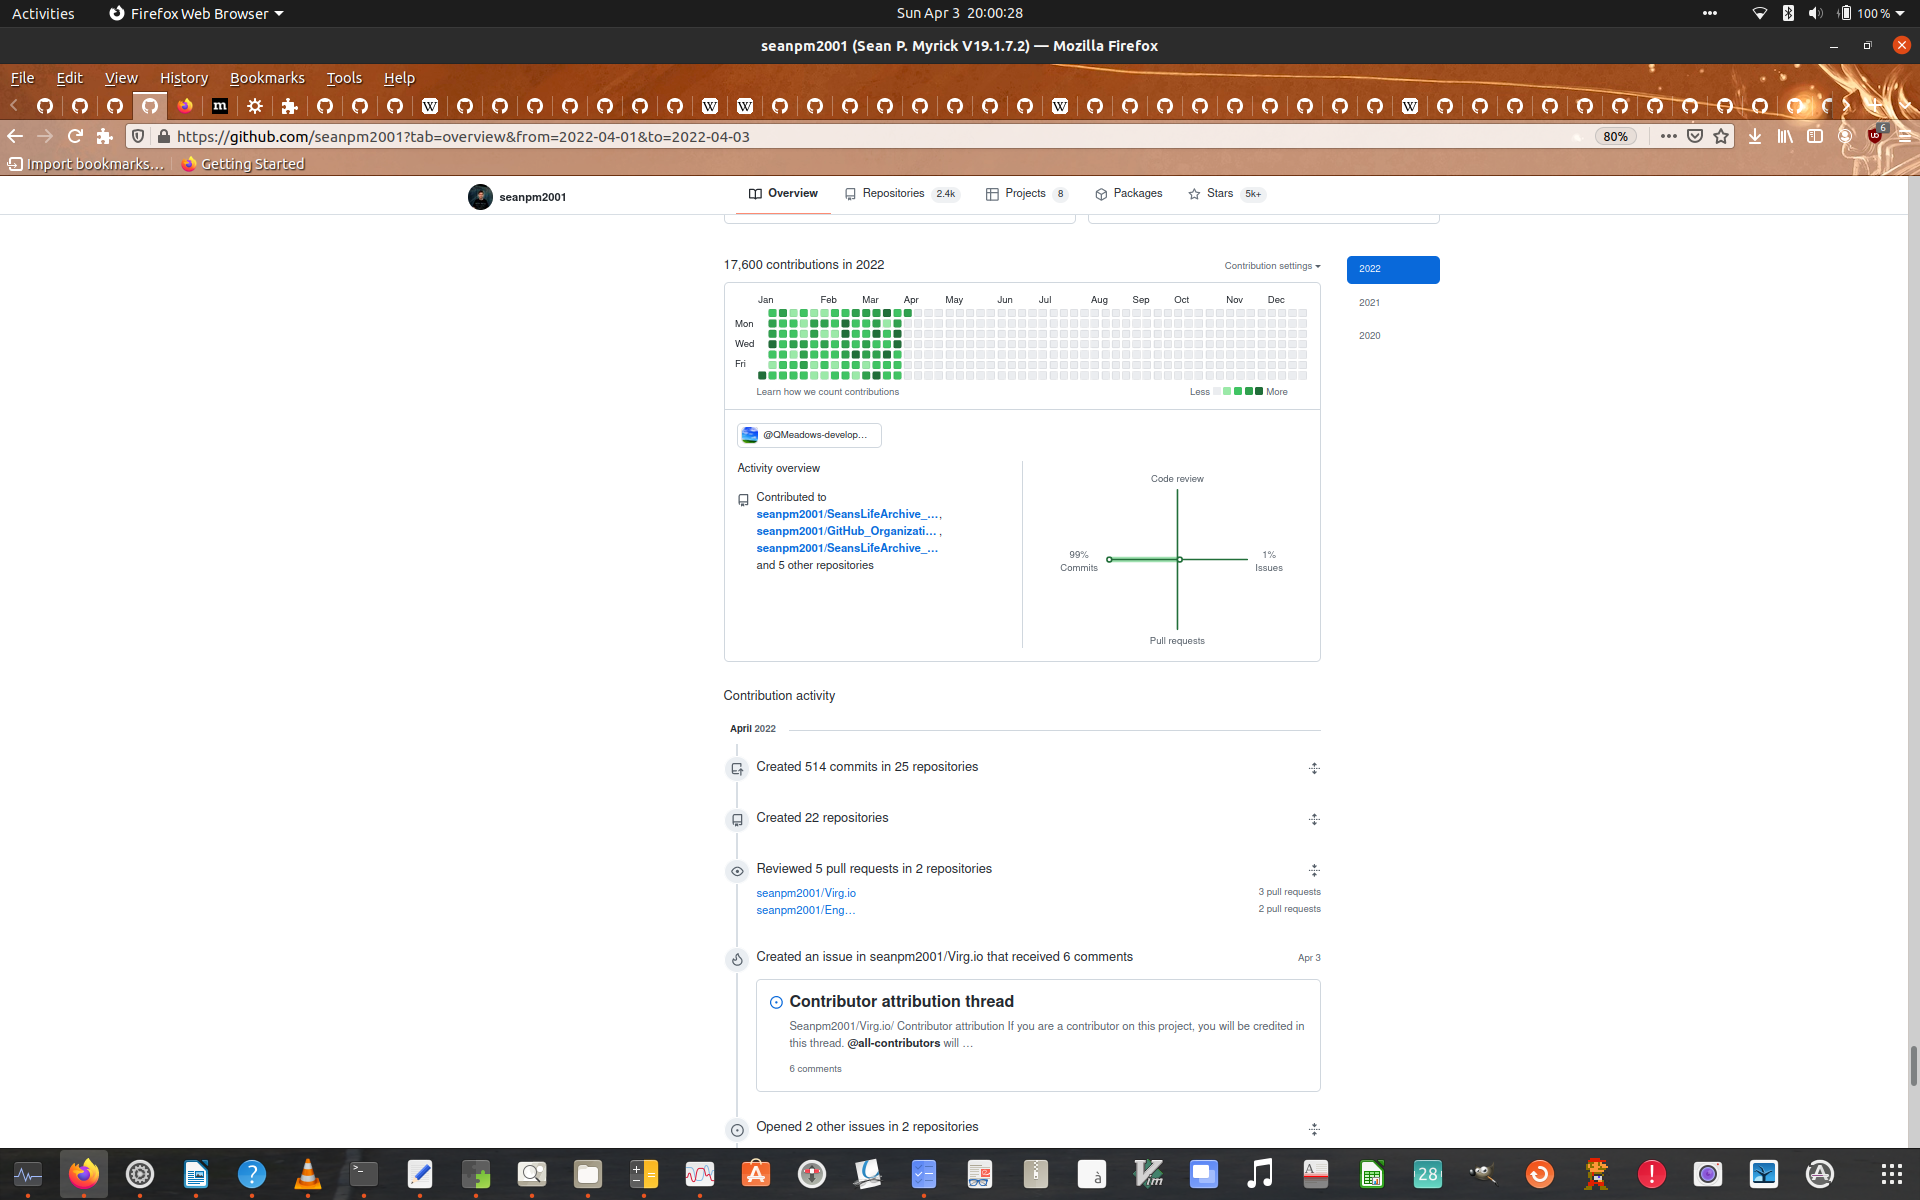 Activities
Firefox Web Browser
Sun Apr 3 20:00:28
100 %
seanpm2001 (Sean P. Myrick V19.1.7.2) — Mozilla Firefox
File Edit View History Bookmarks Tools Help
https://github.com/seanpm2001?tab=overview&from=2022-04-01&to=2022-04-03
80%
6
Import bookmarks...
Getting Started
seanpm2001
Overview
Repositories 2.4k
Projects 8
Packages
Stars 5k+
17,600 contributions in 2022
Contribution settings
2022
2021
2020
Jan Feb Mar Apr May Jun Jul Aug Sep Oct Nov Dec
Mon
Wed
Fri
Learn how we count contributions
Less More
@QMeadows-develop...
Activity overview
Contributed to
seanpm2001/SeansLifeArchive_...,
seanpm2001/GitHub_Organizati... ,
seanpm2001/SeansLifeArchive_...
and 5 other repositories
Code review
99%
Commits
1%
Issues
Pull requests
Contribution activity
April 2022
Created 514 commits in 25 repositories
Created 22 repositories
Reviewed 5 pull requests in 2 repositories
seanpm2001/Virg.io 3 pull requests
seanpm2001/Eng... 2 pull requests
Created an issue in seanpm2001/Virg.io that received 6 comments Apr 3
Contributor attribution thread
Seanpm2001/Virg.io/ Contributor attribution If you are a contributor on this project, you will be credited in
this thread. @all-contributors will ...
6 comments
Opened 2 other issues in 2 repositories
28